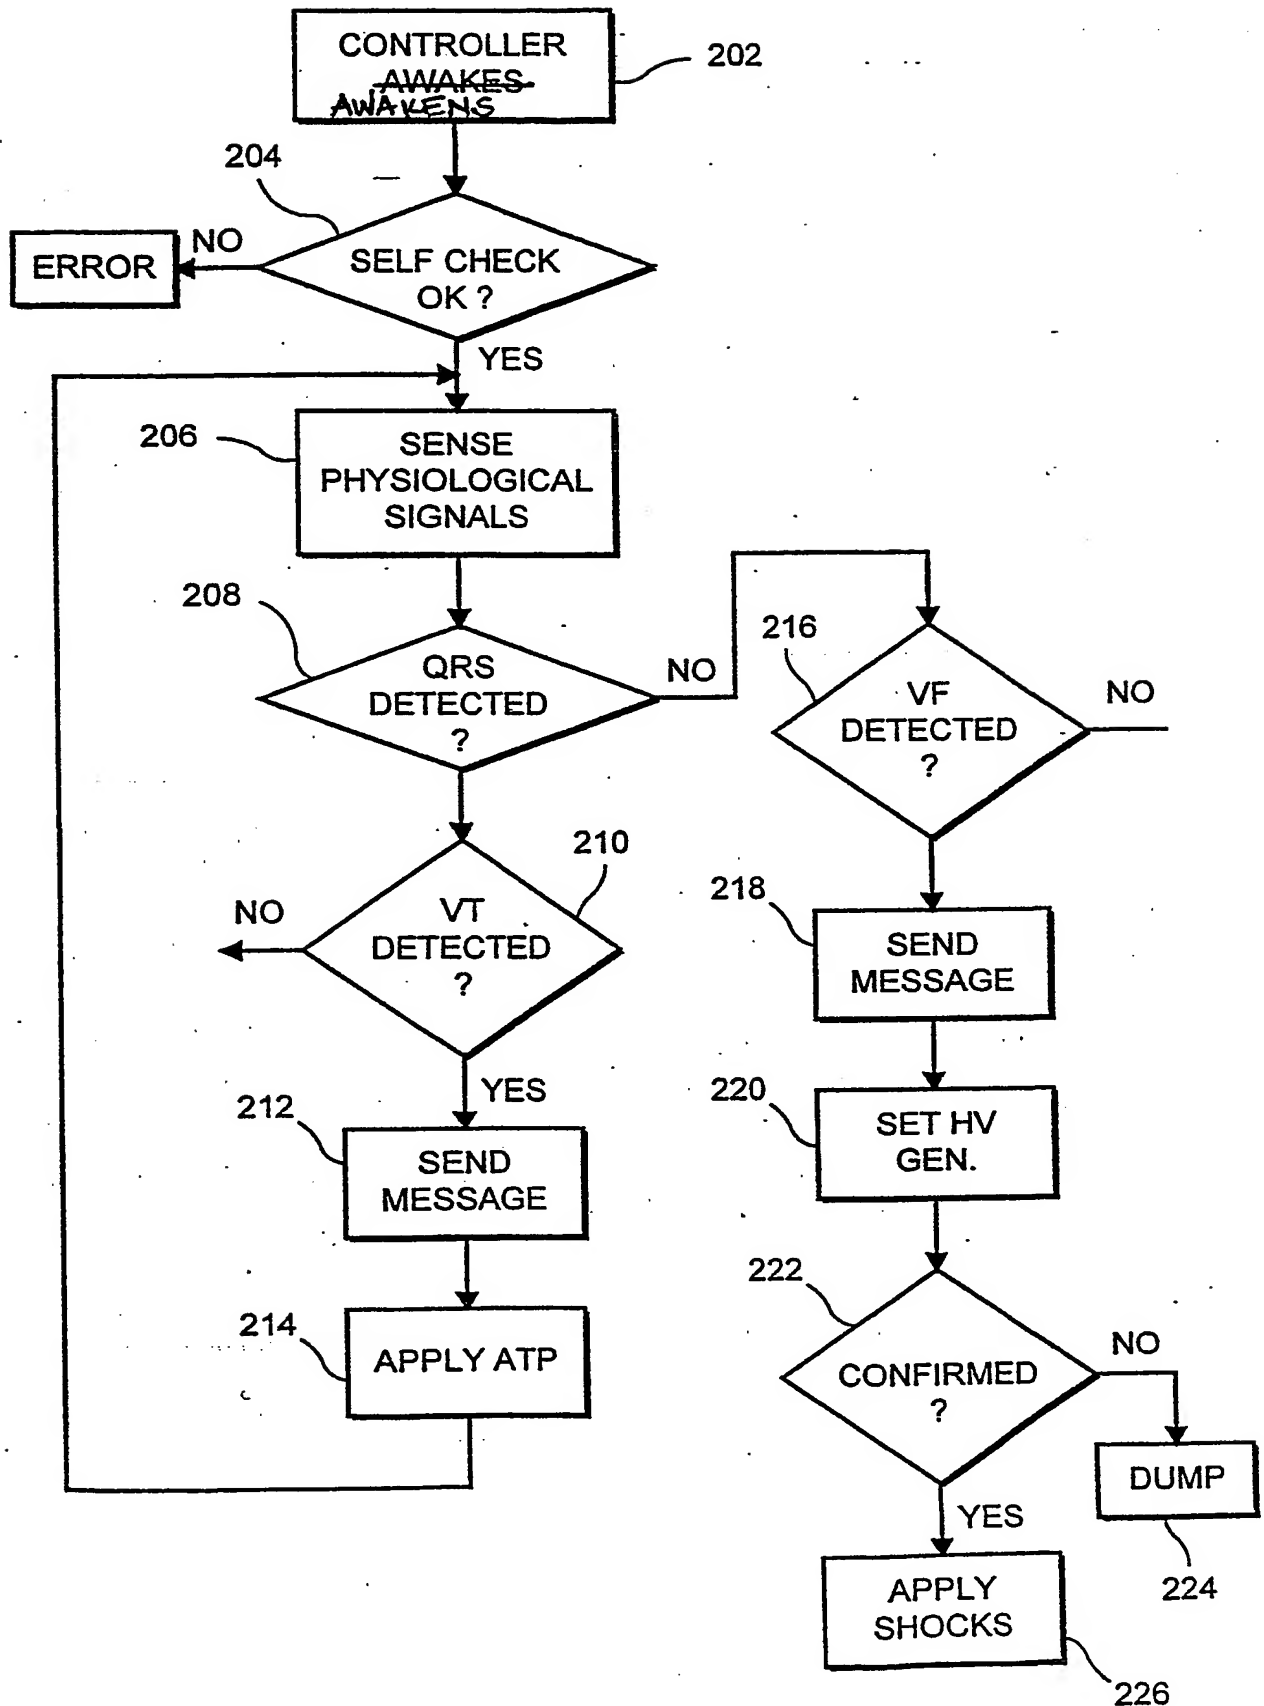 CONTROLLER
AWAKES
AWAKENS
202
204
NO
ERROR
SELF CHECK
OK ?
YES
206
SENSE
PHYSIOLOGICAL
SIGNALS
208
QRS
DETECTED
?
NO
216
VF
DETECTED
?
NO
210
NO
VT
DETECTED
?
218
SEND
MESSAGE
YES
212
SEND
MESSAGE
220
SET HV
GEN.
214
APPLY ATP
222
CONFIRMED
?
NO
DUMP
224
YES
APPLY
SHOCKS
226